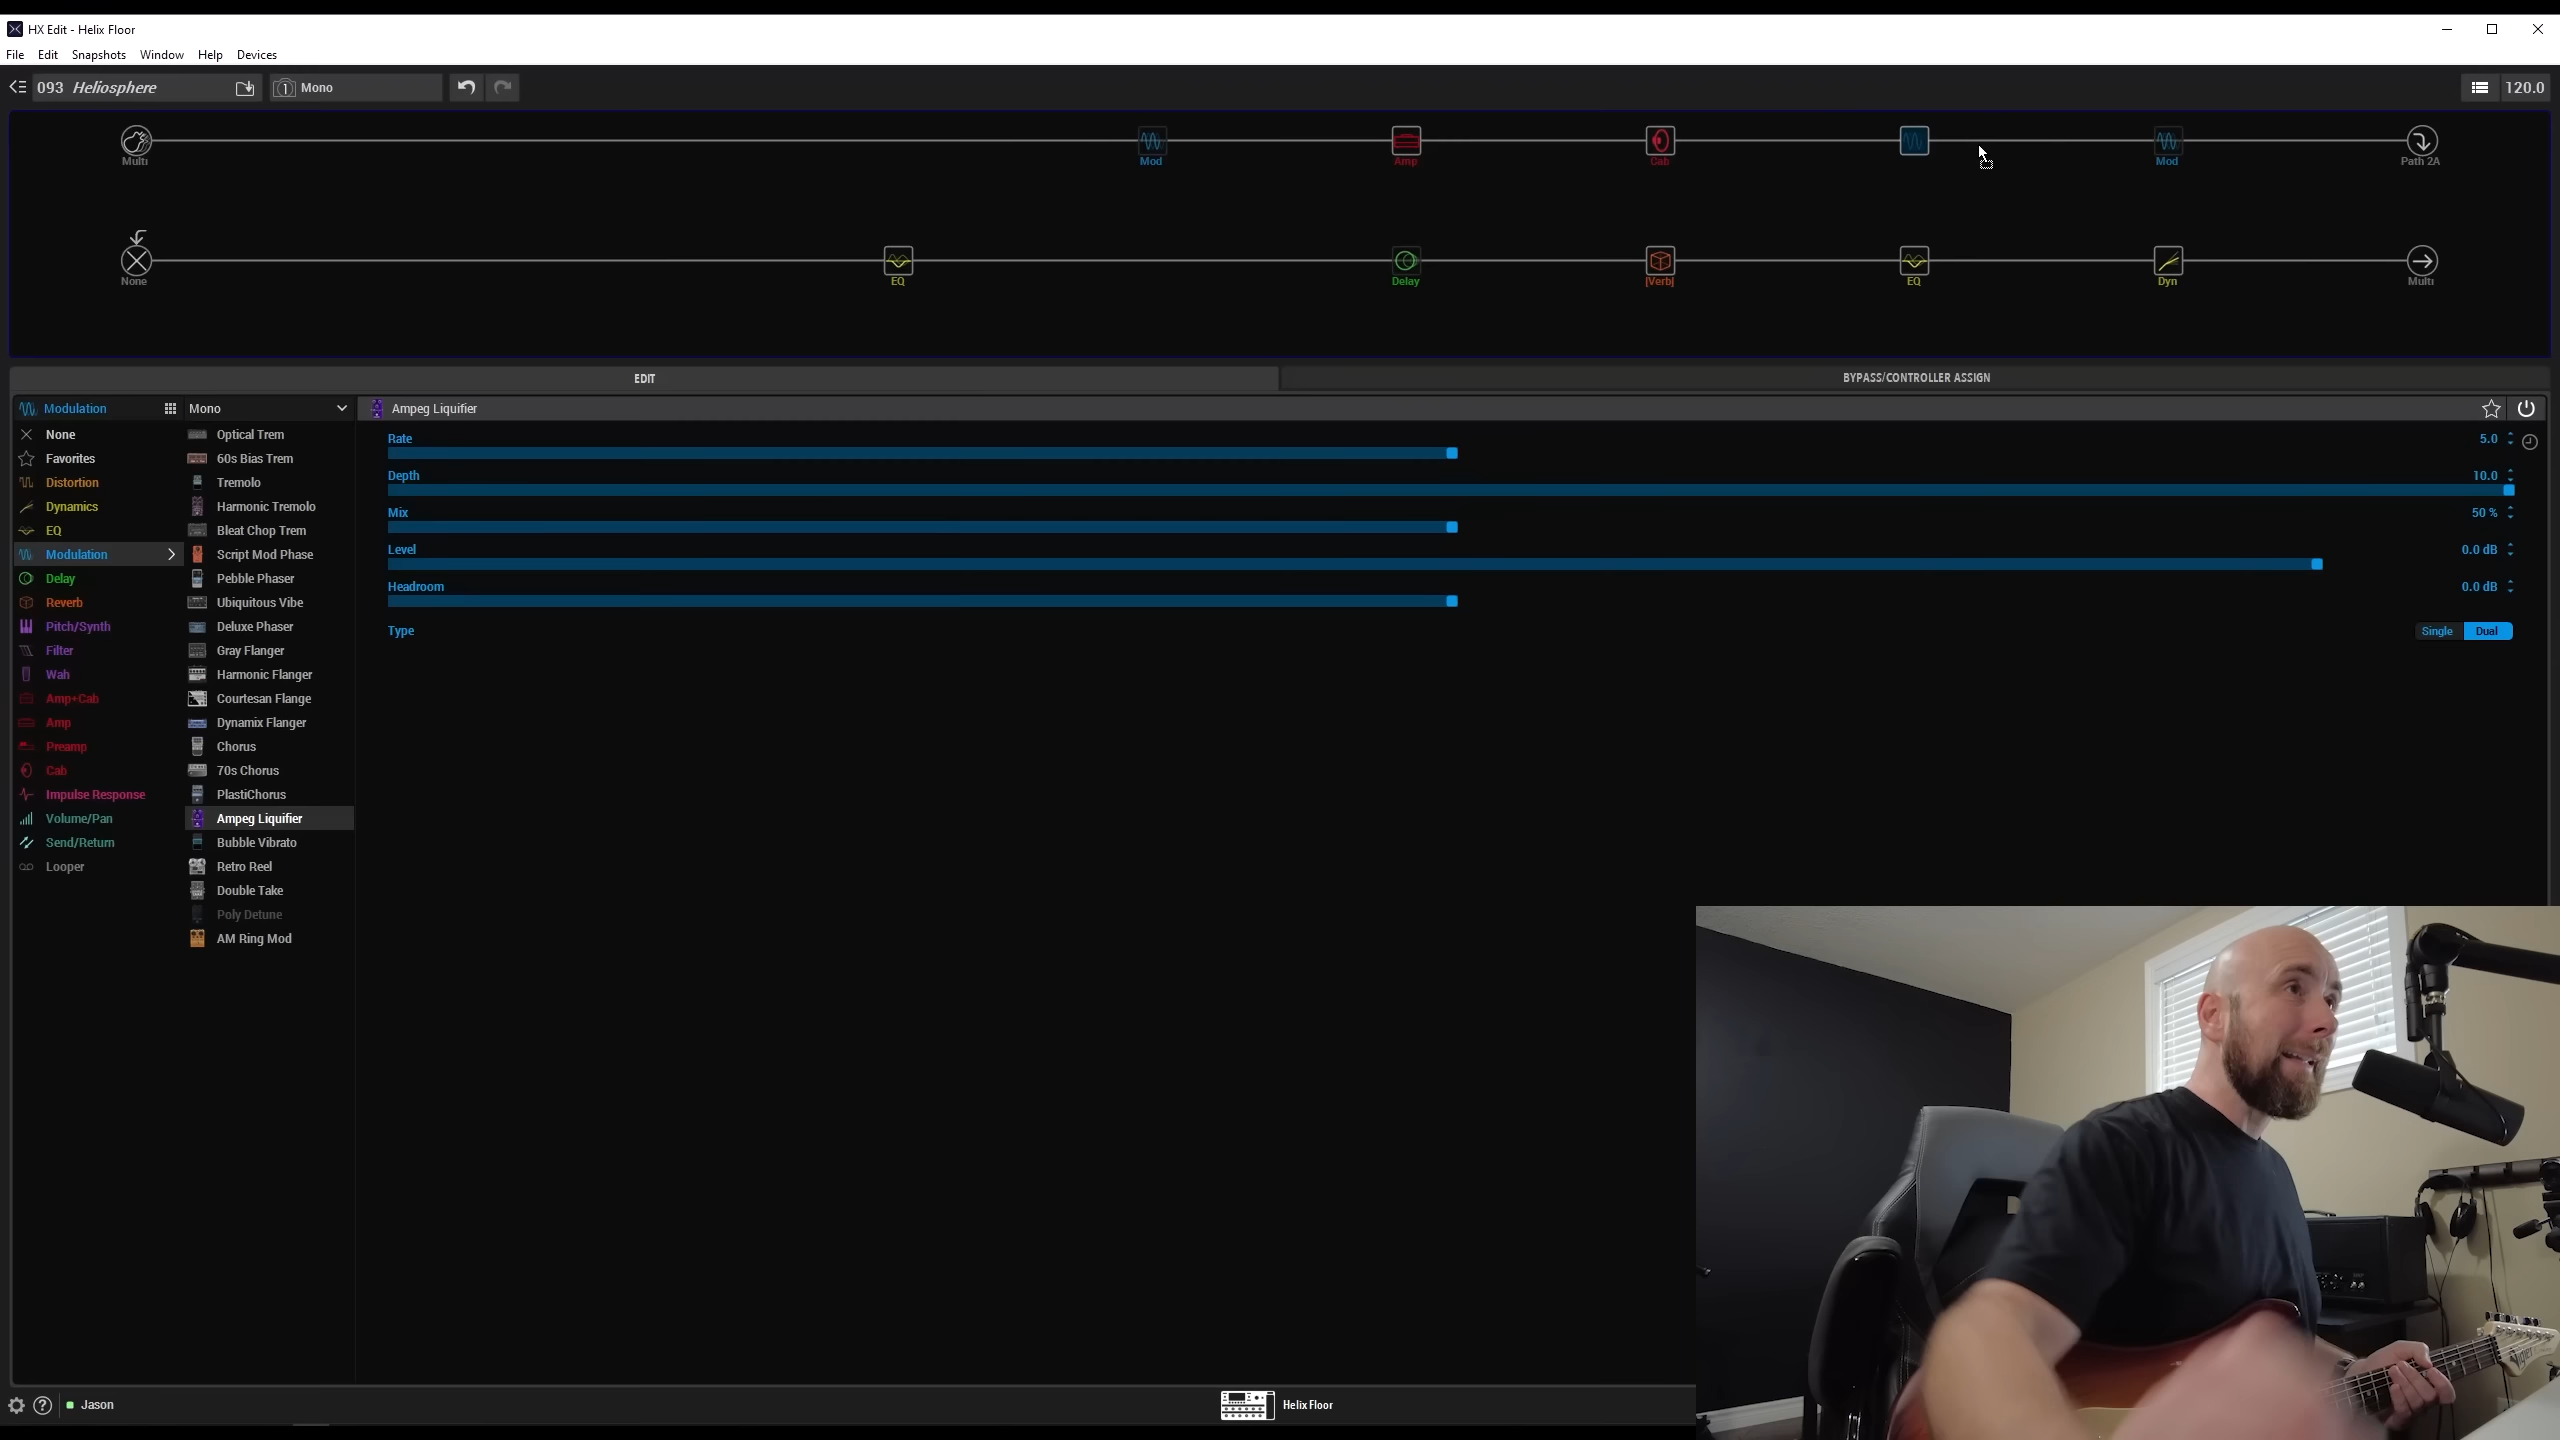 HX Edit - Helix Floor
File Edit Snapshots Window Help Devices
093 Heliosphere
1 Mono
120.0
Multi
Mod
Amp
Cab
Mod
Path 2A
None
EQ
Delay
[Verb]
EQ
Dyn
Multi
EDIT
BYPASS/CONTROLLER ASSIGN
Modulation
None
Favorites
Distortion
Dynamics
EQ
Modulation
Delay
Reverb
Pitch/Synth
Filter
Wah
Amp+Cab
Amp
Preamp
Cab
Impulse Response
Volume/Pan
Send/Return
Looper
Mono
Optical Trem
60s Bias Trem
Tremolo
Harmonic Tremolo
Bleat Chop Trem
Script Mod Phase
Pebble Phaser
Ubiquitous Vibe
Deluxe Phaser
Gray Flanger
Harmonic Flanger
Courtesan Flange
Dynamix Flanger
Chorus
70s Chorus
PlastiChorus
Ampeg Liquifier
Bubble Vibrato
Retro Reel
Double Take
Poly Detune
AM Ring Mod
Ampeg Liquifier
Rate 5.0
Depth 10.0
Mix 50 %
Level 0.0 dB
Headroom 0.0 dB
Type Single Dual
Jason
Helix Floor